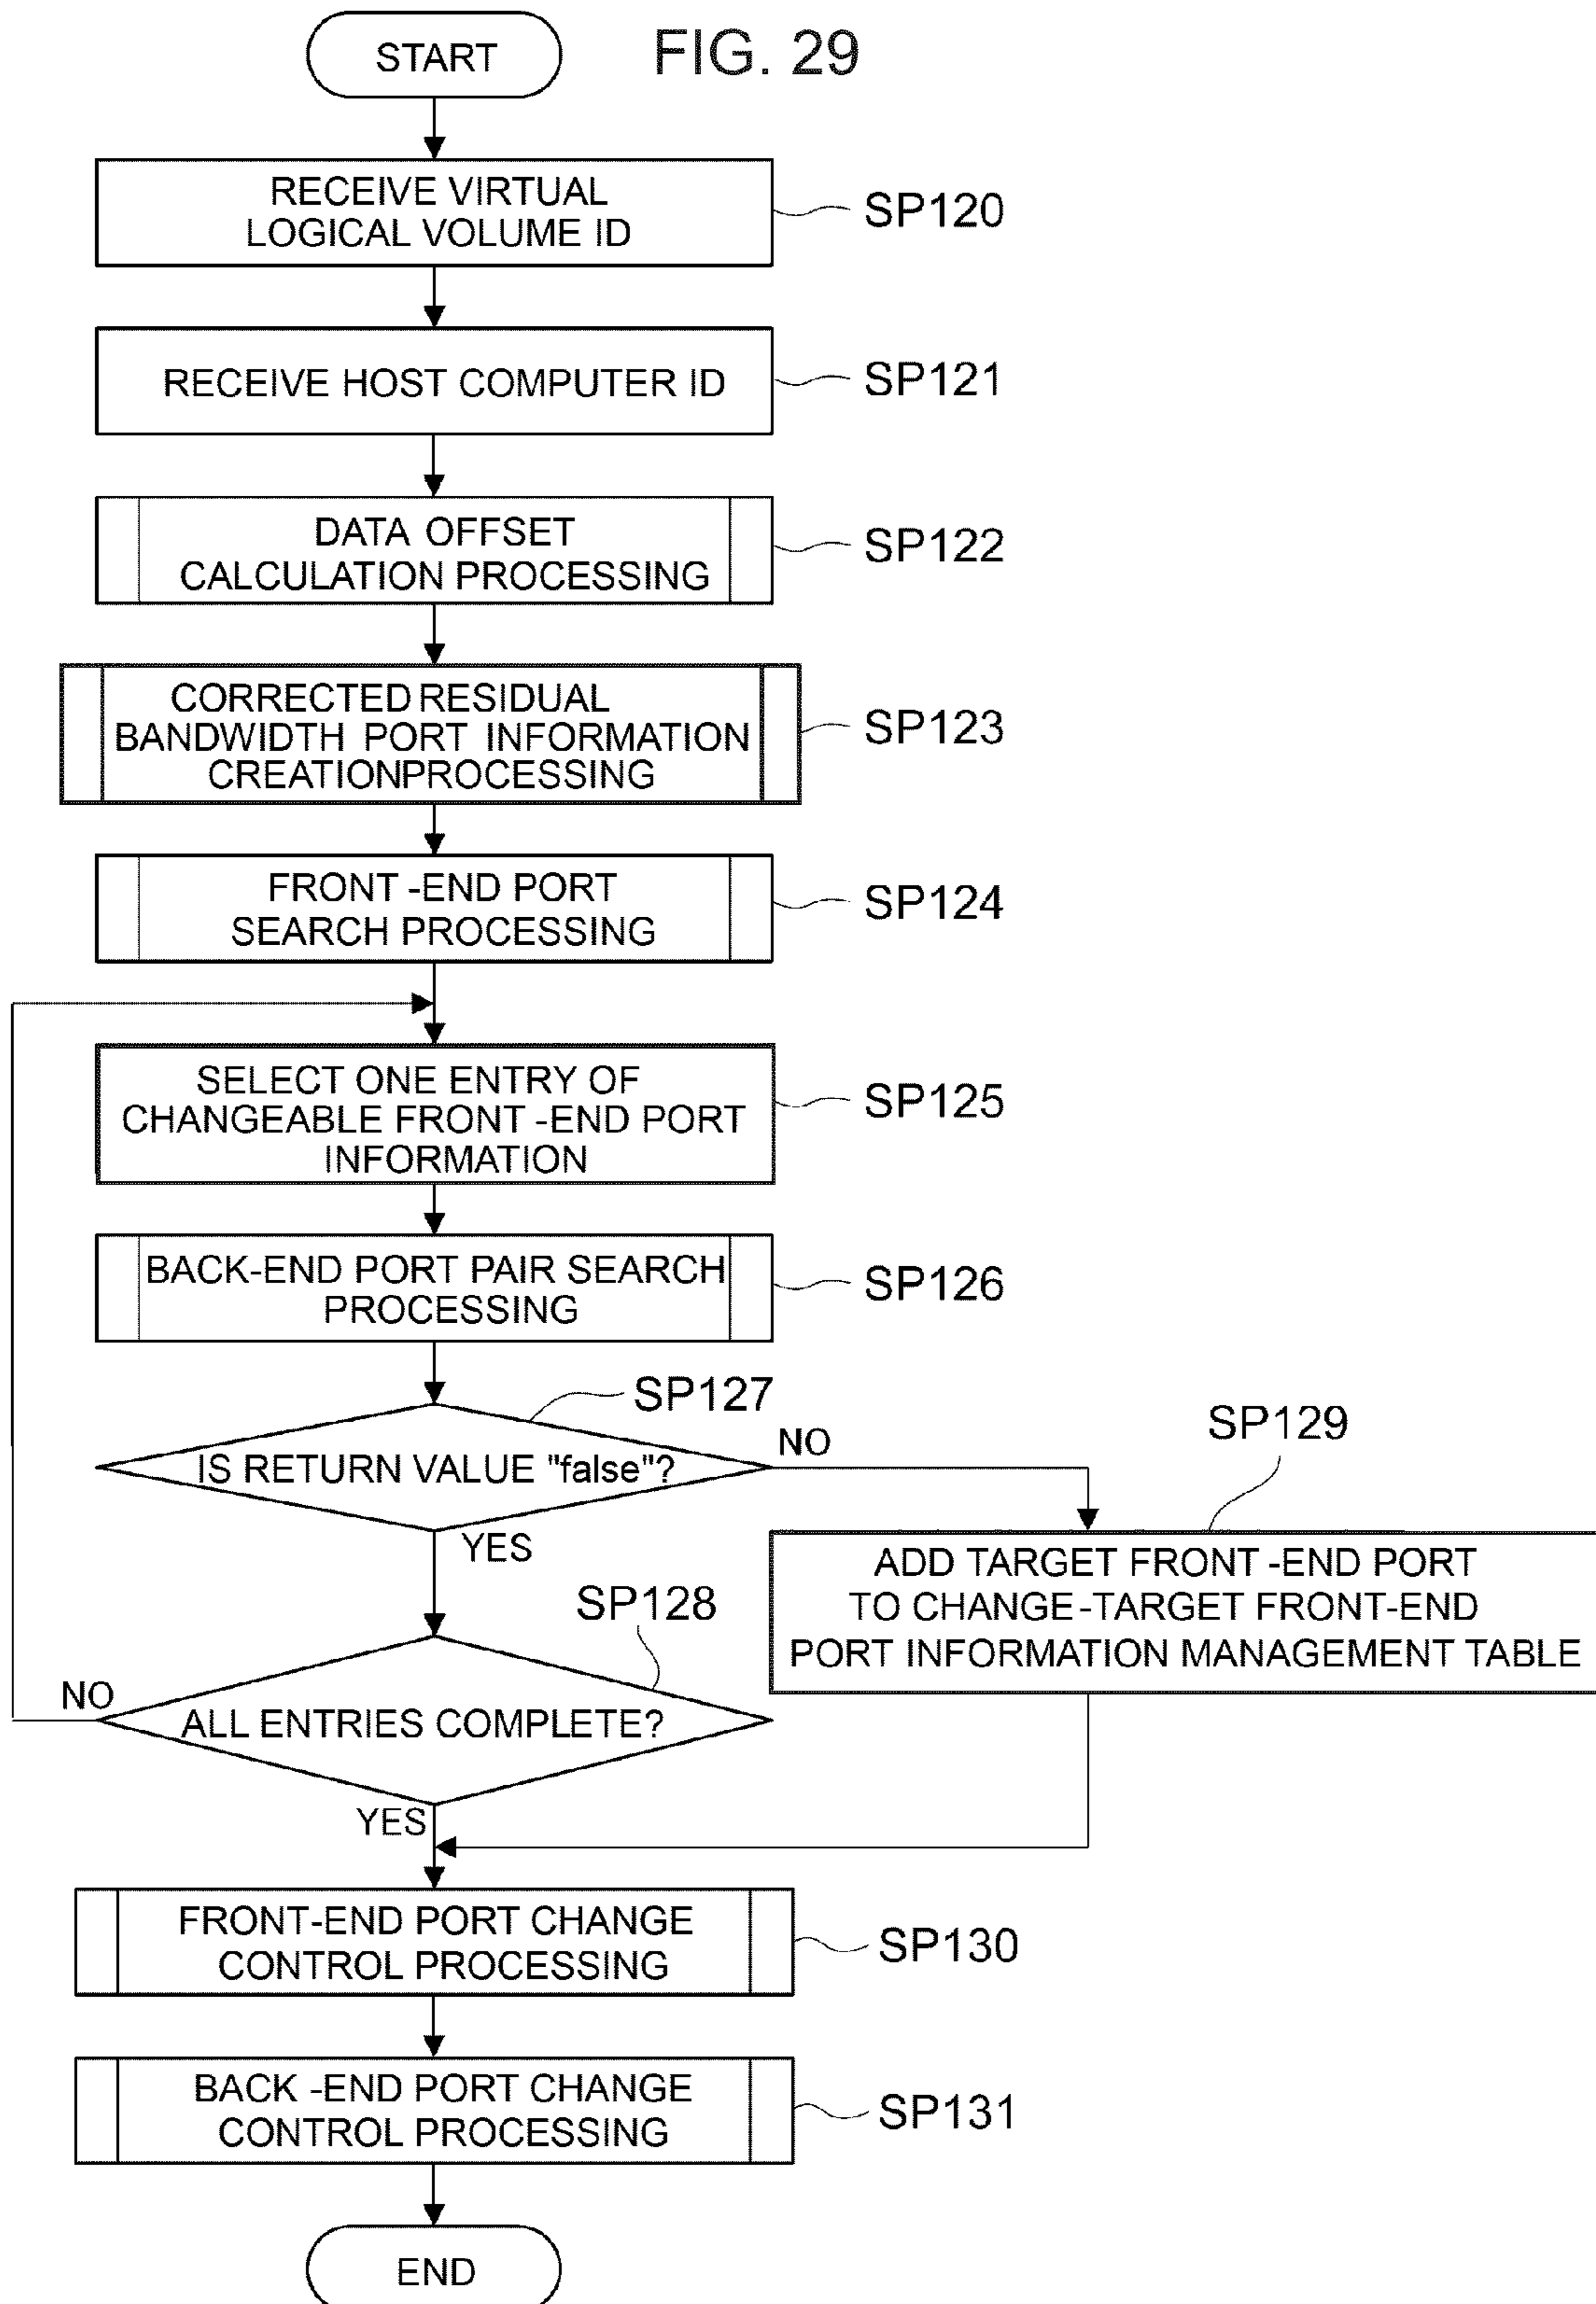 START
FIG. 29
RECEIVE VIRTUAL
LOGICAL VOLUME ID
SP120
RECEIVE HOST COMPUTER ID
SP121
DATA OFFSET
CALCULATION PROCESSING
SP122
CORRECTED RESIDUAL
BANDWIDTH PORT INFORMATION
CREATIONPROCESSING
SP123
FRONT -END PORT
SEARCH PROCESSING
SP124
SELECT ONE ENTRY OF
CHANGEABLE FRONT -END PORT
INFORMATION
SP125
BACK-END PORT PAIR SEARCH
PROCESSING
SP126
SP127
IS RETURN VALUE "false"?
NO
YES
SP129
ADD TARGET FRONT -END PORT
TO CHANGE-TARGET FRONT-END
PORT INFORMATION MANAGEMENT TABLE
SP128
ALL ENTRIES COMPLETE?
NO
YES
FRONT-END PORT CHANGE
CONTROL PROCESSING
SP130
BACK -END PORT CHANGE
CONTROL PROCESSING
SP131
END